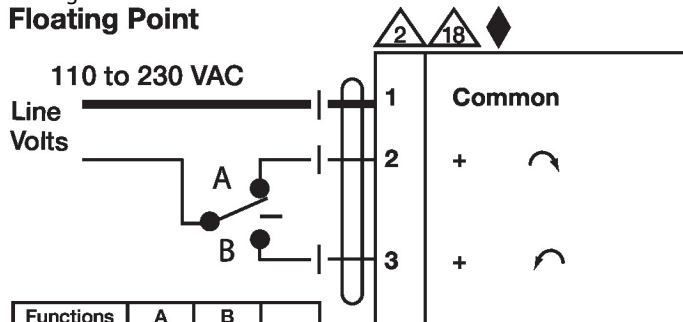 Floating Point
2 18
110 to 230 VAC
Line
Volts
1 Common
2 +
A
B
3 +
Functions A B